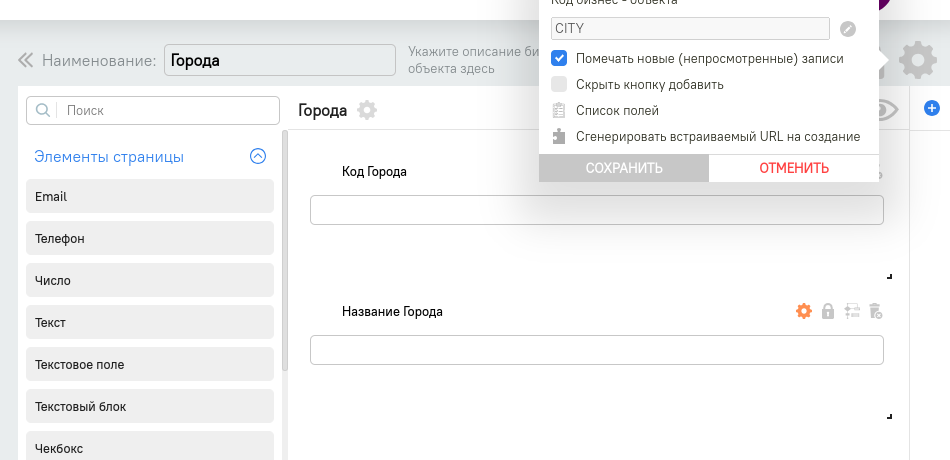 Код бизнес - объекта
CITY
Помечать новые (непросмотренные) записи
Скрыть кнопку добавить
Список полей
Сгенерировать встраиваемый URL на создание
СОХРАНИТЬ
ОТМЕНИТЬ
Наименование:
Города
Укажите описание
объекта здесь
Поиск
Элементы страницы
Email
Телефон
Число
Текст
Текстовое поле
Текстовый блок
Чекбокс
Города
Код Города
Название Города